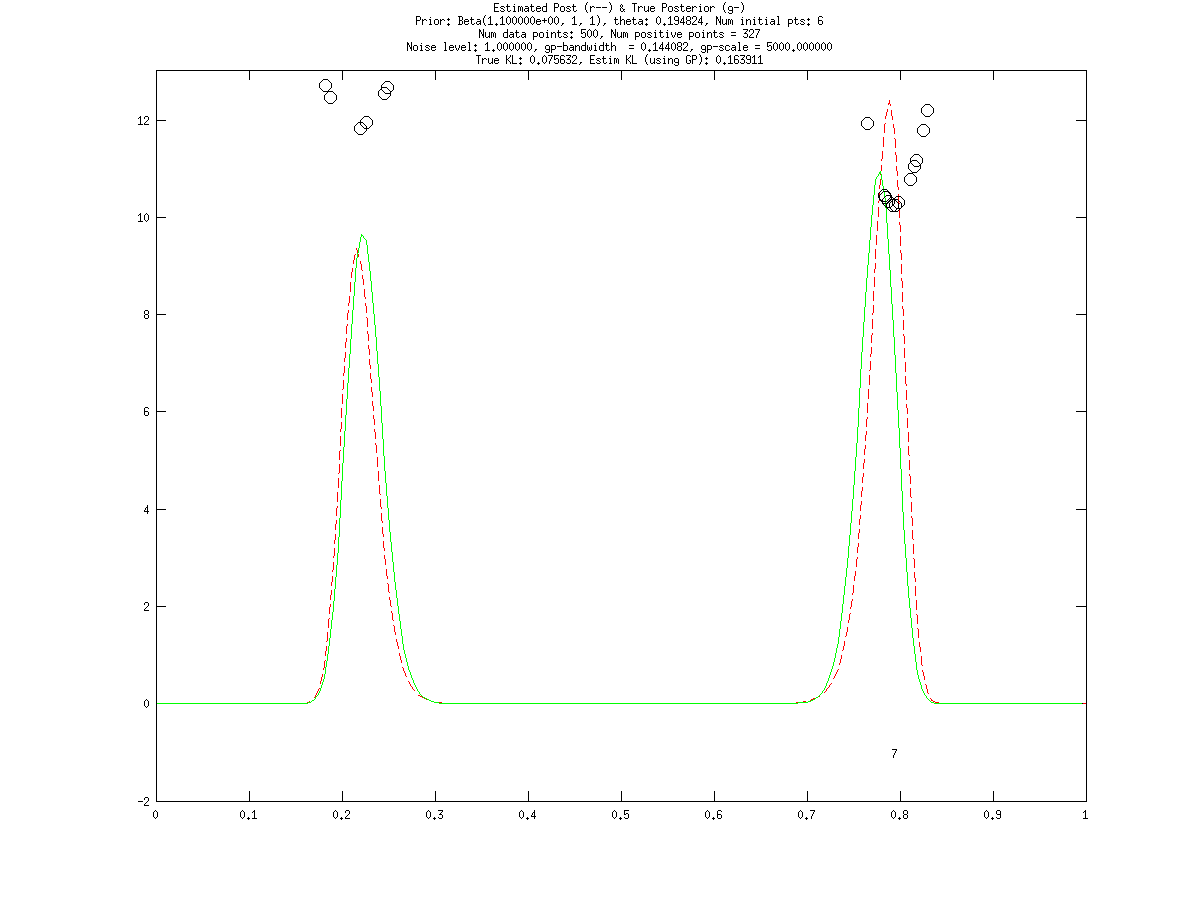 Estimated Post (r--) & True Posterior (g-)
Prior: Beta(1.100000e+00, 1, 1), theta: 0.194824, Num initial pts: 6
Num data points: 500, Num positive points = 327
Noise level: 1.000000, gp-bandwidth  = 0.144082, gp-scale = 5000.000000
True KL: 0.075632, Estim KL (using GP): 0.163911
12
10
8
6
4
2
0
7
-2
0 0.1 0.2 0.3 0.4 0.5 0.6 0.7 0.8 0.9 1